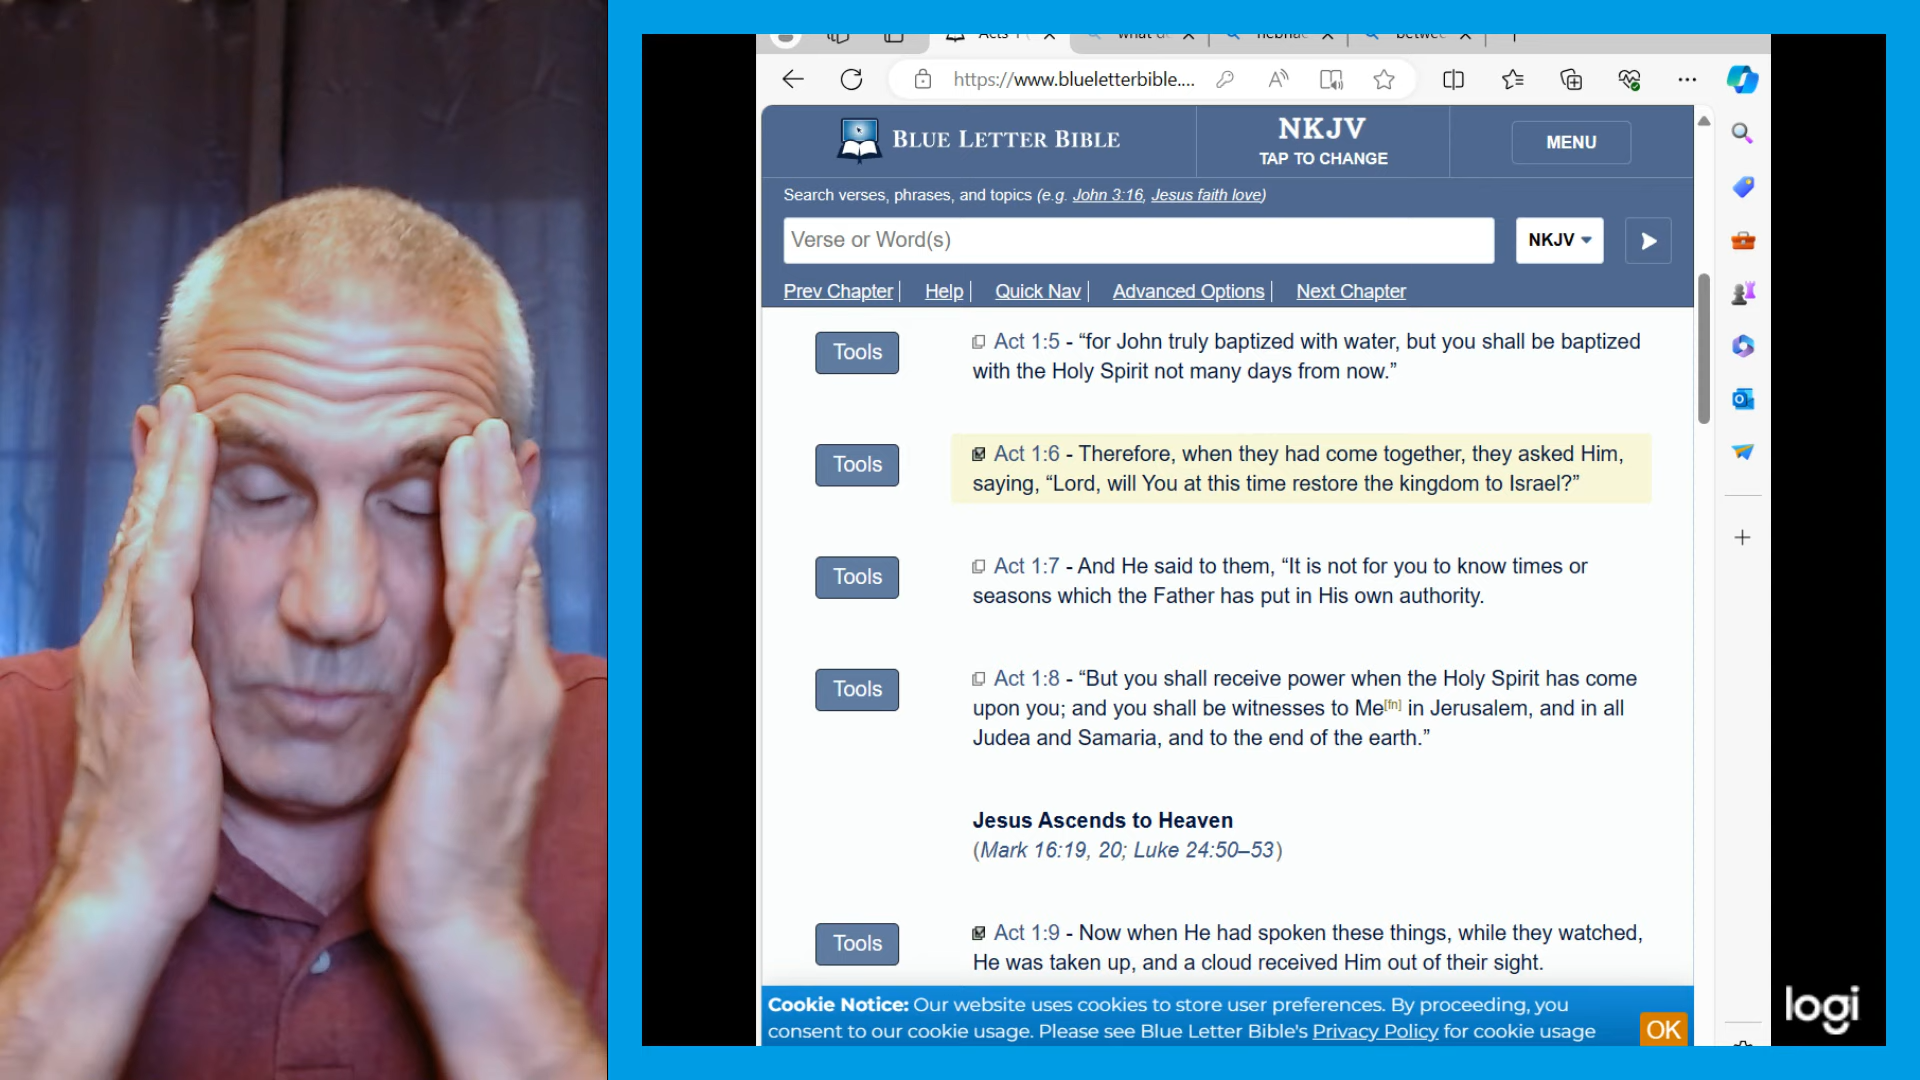 Acts 1 (
what d
hebriac
betwe
https://www.blueletterbible....
BLUE LETTER BIBLE
NKJV
TAP TO CHANGE
MENU
Search verses, phrases, and topics (e.g. John 3:16, Jesus faith love)
Verse or Word(s)
NKJV
Prev Chapter| Help| Quick Nav| Advanced Options| Next Chapter
Tools
Act 1:5 - “for John truly baptized with water, but you shall be baptized
with the Holy Spirit not many days from now.”
Tools
Act 1:6 - Therefore, when they had come together, they asked Him,
saying, “Lord, will You at this time restore the kingdom to Israel?”
Tools
Act 1:7 - And He said to them, “It is not for you to know times or
seasons which the Father has put in His own authority.
Tools
Act 1:8 - “But you shall receive power when the Holy Spirit has come
upon you; and you shall be witnesses to Me[fn] in Jerusalem, and in all
Judea and Samaria, and to the end of the earth.”
Jesus Ascends to Heaven
(Mark 16:19, 20; Luke 24:50–53)
Tools
Act 1:9 - Now when He had spoken these things, while they watched,
He was taken up, and a cloud received Him out of their sight.
Cookie Notice: Our website uses cookies to store user preferences. By proceeding, you
consent to our cookie usage. Please see Blue Letter Bible's Privacy Policy for cookie usage
OK
logi